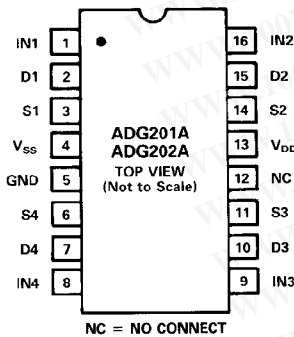 IN1 1 16 IN2
D1 2 15 D2
S1 3 14 S2
VSS 4 13 VDD
GND 5 12 NC
S4 6 11 S3
D4 7 10 D3
IN4 8 9 IN3
ADG201A
ADG202A
TOP VIEW
(Not to Scale)
NC = NO CONNECT